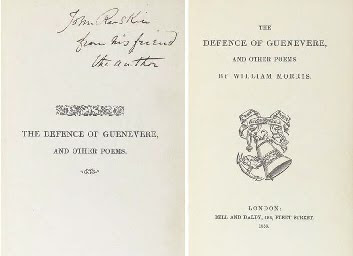 John Ruskin
from his friend
the author
THE DEFENCE OF GUENEVERE,
AND OTHER POEMS.
THE
DEFENCE OF GUENEVERE,
AND OTHER POEMS
BY WILLIAM MORRIS.
LONDON:
BELL AND DALDY, 186, FLEET STREET.
1858.